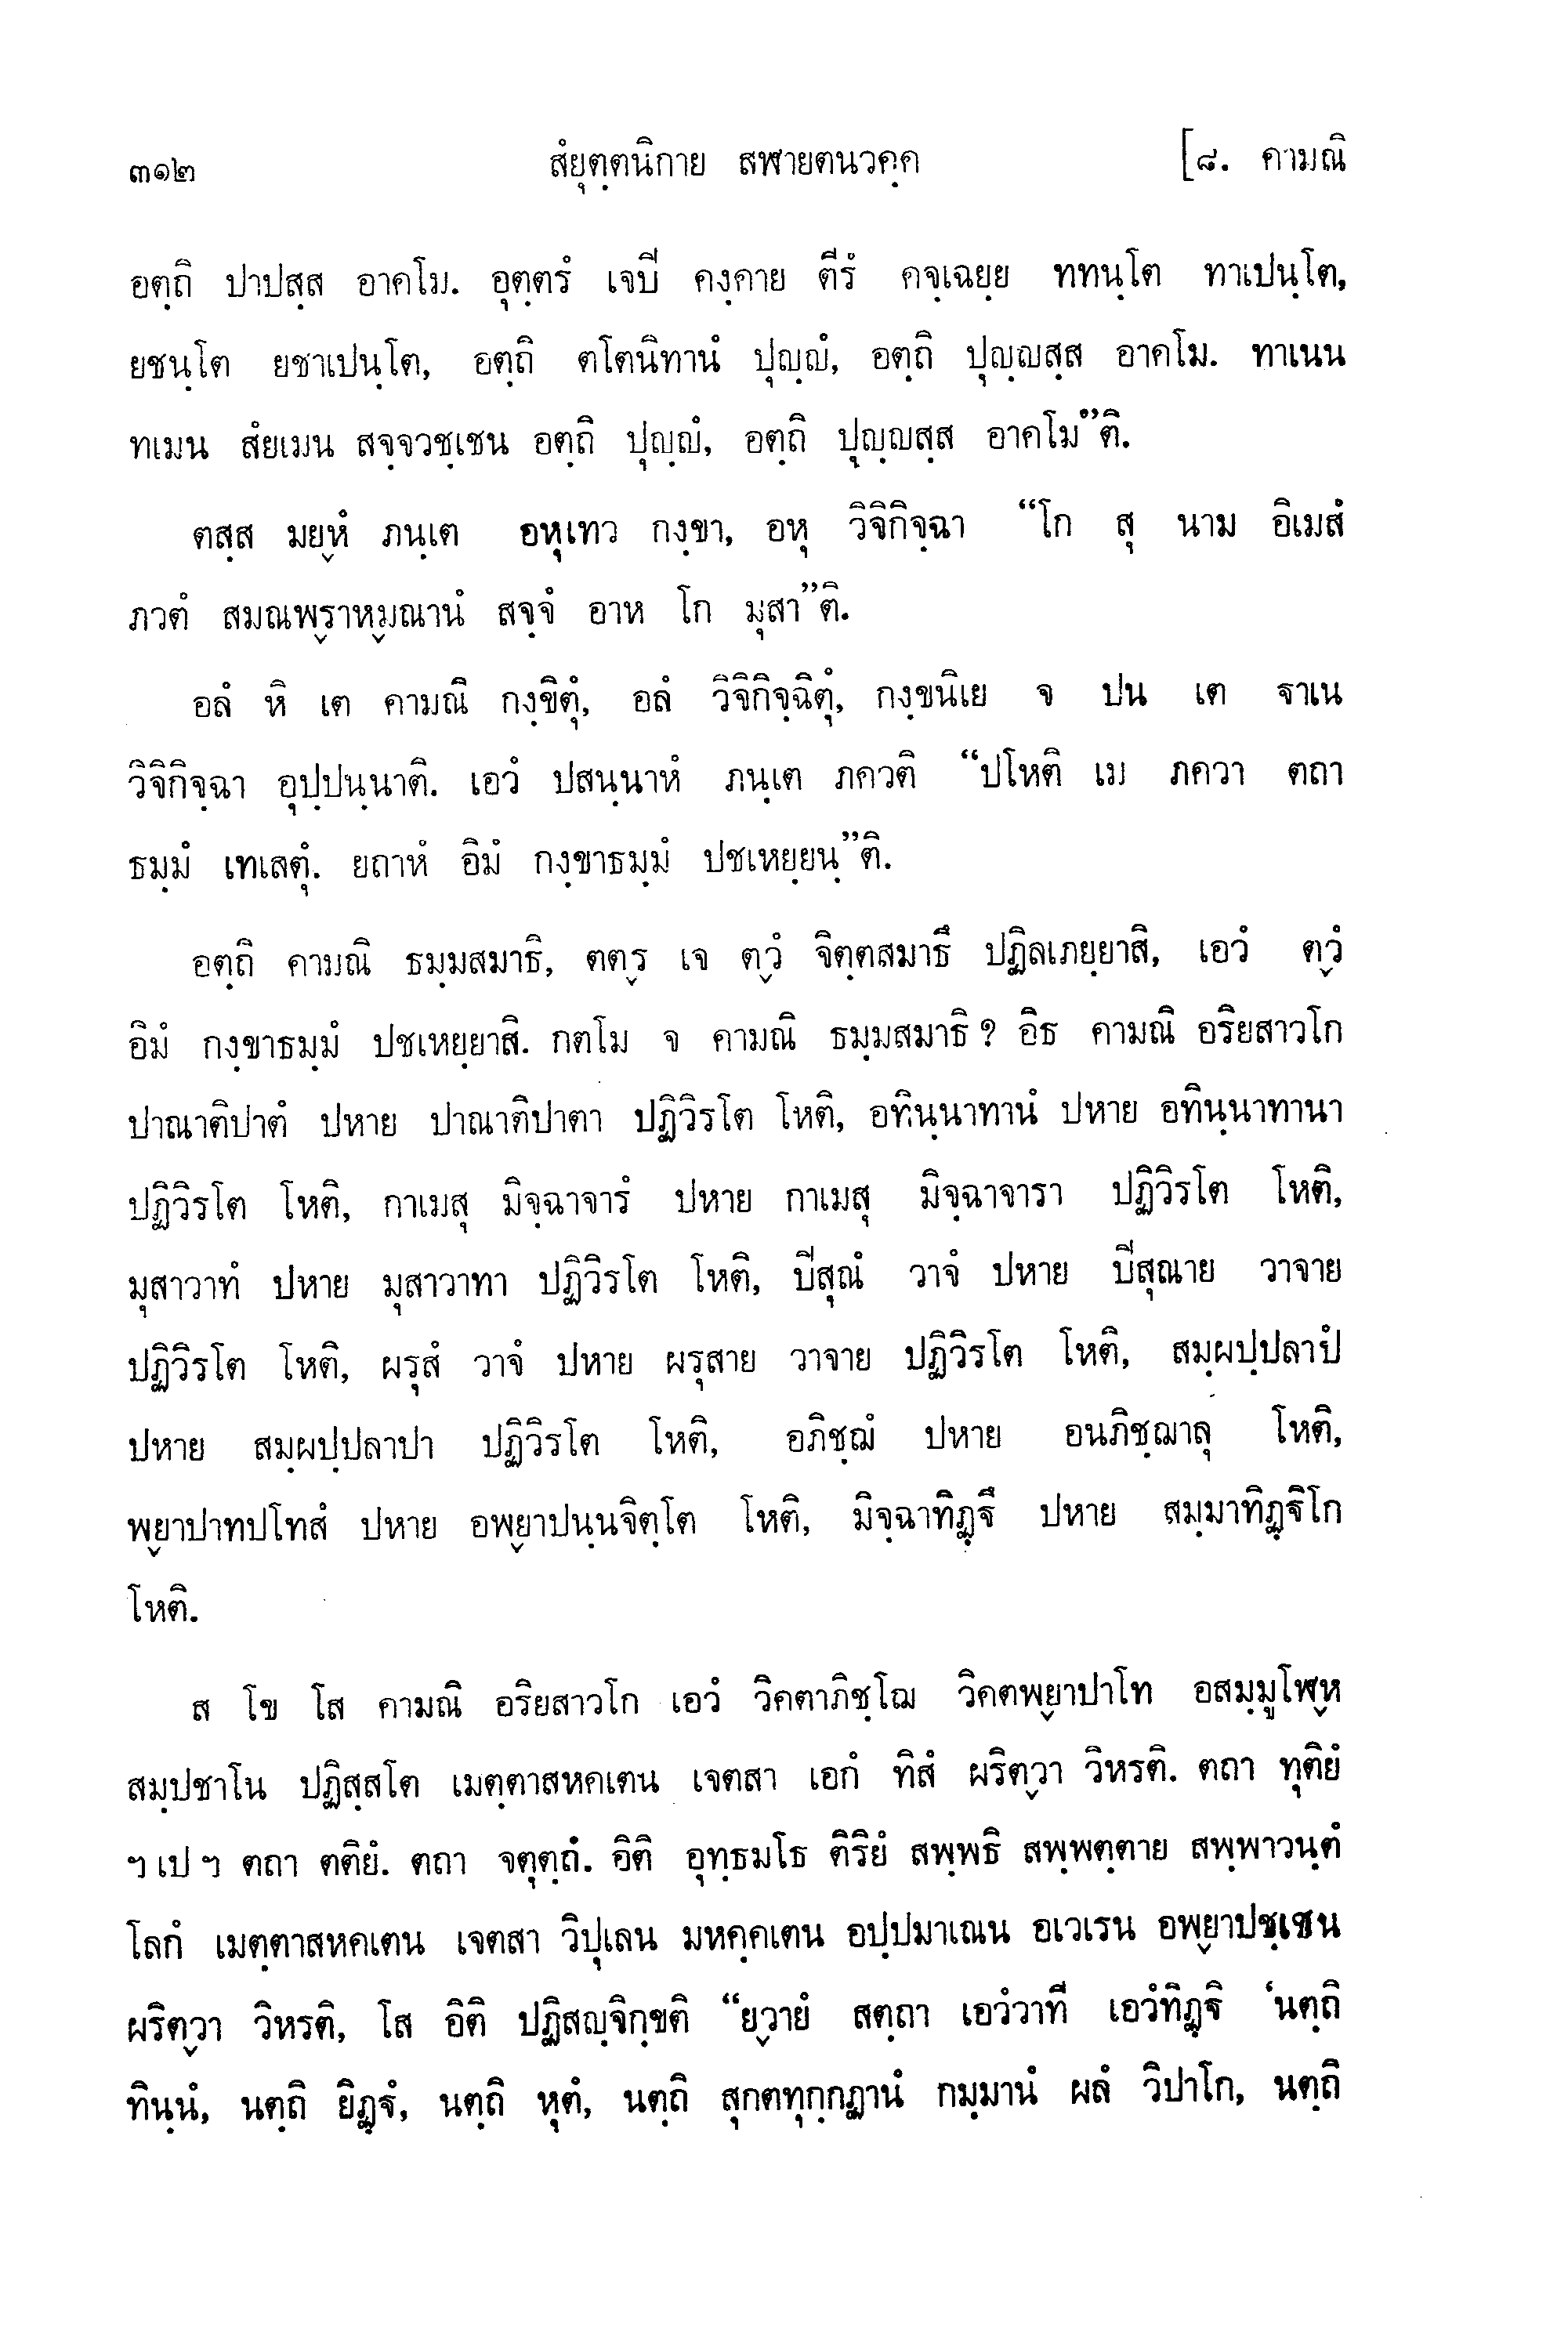 ๓๑๒ สํยุตฺตนิกาย สฬายตนวคฺค [๘. คามณิ
อตฺถิ ปาปสฺส อาคโม. อุตฺตรํ เจปิ คงฺคาย ตีรํ คจฺเฉยฺย ททนฺโต ทาเปนฺโต,
ยชนฺโต ยชาเปนฺโต, อตฺถิ ตโตนิทานํ ปุญฺญํ, อตฺถิ ปุญฺญสฺส อาคโม. ทาเนน
ทเมน สํยเมน สจฺจวชฺเชน อตฺถิ ปุญฺญํ, อตฺถิ ปุญฺญสฺส อาคโม”ติ.
ตสฺส มย๎หํ ภนฺเต อหุเทว กงฺขา, อหุ วิจิกิจฺฉา “โก สุ นาม อิเมสํ
ภวตํ สมณพ๎ราห๎มณานํ สจฺจํ อาห โก มุสา”ติ.
อลํ หิ เต คามณิ กงฺขิตุํ, อลํ วิจิกิจฺฉิตุํ, กงฺขนิเย จ ปน เต ฐาเน
วิจิกิจฺฉา อุปฺปนฺนาติ. เอวํ ปสนฺนาหํ ภนฺเต ภควติ “ปโหติ เม ภควา ตถา
ธมฺมํ เทเสตุํ. ยถาหํ อิมํ กงฺขาธมฺมํ ปชเหยฺยนฺ”ติ.
อตฺถิ คามณิ ธมฺมสมาธิ, ตต๎ร เจ ต๎วํ จิตฺตสมาธึ ปฏิลเภยฺยาสิ, เอวํ ต๎วํ
อิมํ กงฺขาธมฺมํ ปชเหยฺยาสิ. กตโม จ คามณิ ธมฺมสมาธิ? อิธ คามณิ อริยสาวโก
ปาณาติปาตํ ปหาย ปาณาติปาตา ปฏิวิรโต โหติ, อทินฺนาทานํ ปหาย อทินฺนาทานา
ปฏิวิรโต โหติ, กาเมสุ มิจฺฉาจารํ ปหาย กาเมสุ มิจฺฉาจารา ปฏิวิรโต โหติ,
มุสาวาทํ ปหาย มุสาวาทา ปฏิวิรโต โหติ, ปิสุณํ วาจํ ปหาย ปิสุณาย วาจาย
ปฏิวิรโต โหติ, ผรุสํ วาจํ ปหาย ผรุสาย วาจาย ปฏิวิรโต โหติ, สมฺผปฺปลาปํ
ปหาย สมฺผปฺปลาปา ปฏิวิรโต โหติ, อภิชฺฌํ ปหาย อนภิชฺฌาลุ โหติ,
พ๎ยาปาทปโทสํ ปหาย อพ๎ยาปนฺนจิตฺโต โหติ, มิจฺฉาทิฏฺฐึ ปหาย สมฺมาทิฏฺฐิโก
โหติ.
ส โข โส คามณิ อริยสาวโก เอวํ วิคตาภิชฺโฌ วิคตพ๎ยาปาโท อสมฺมูโฬ๎ห
สมฺปชาโน ปฏิสฺสโต เมตฺตาสหคเตน เจตสา เอกํ ทิสํ ผริต๎วา วิหรติ. ตถา ทุติยํ
ฯ เป ฯ ตถา ตติยํ. ตถา จตุตฺถํ. อิติ อุทฺธมโธ ติริยํ สพฺพธิ สพฺพตฺตาย สพฺพาวนฺตํ
โลกํ เมตฺตาสหคเตน เจตสา วิปุเลน มหคฺคเตน อปฺปมาเณน อเวเรน อพ๎ยาปชฺเชน
ผริต๎วา วิหรติ, โส อิติ ปฏิสญฺจิกฺขติ “ย๎วายํ สตฺถา เอวํวาที เอวํทิฏฺฐิ ‘นตฺถิ
ทินฺนํ, นตฺถิ ยิฏฺฐํ, นตฺถิ หุตํ, นตฺถิ สุกตทุกฺกฏานํ กมฺมานํ ผลํ วิปาโก, นตฺถิ